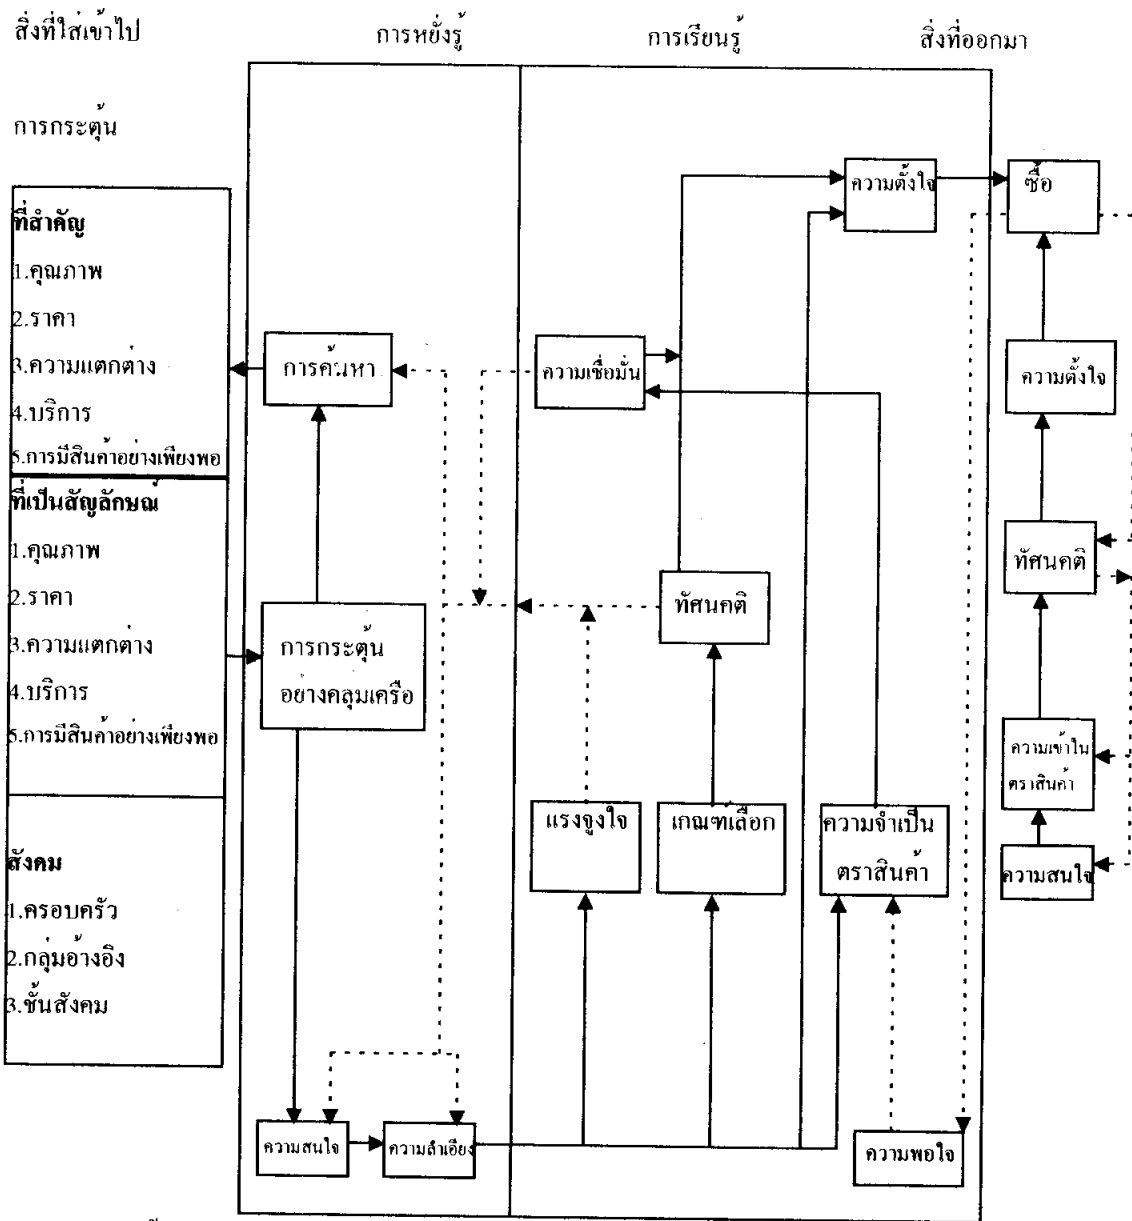 สิ่งที่ใส่เข้าไป
การหยั่งรู้
การเรียนรู้
สิ่งที่ออกมา
การกระตุ้น
ที่สำคัญ
1.คุณภาพ
2.ราคา
3.ความแตกต่าง
4.บริการ
5.การมีสินค้าอย่างเพียงพอ
ที่เป็นสัญลักษณ์
1.คุณภาพ
2.ราคา
3.ความแตกต่าง
4.บริการ
5.การมีสินค้าอย่างเพียงพอ
สังคม
1.ครอบครัว
2.กลุ่มอ้างอิง
3.ชั้นสังคม
การค้นหา
การกระตุ้น
อย่างคลุมเครือ
ความสนใจ
ความลำเอียง
ความตั้งใจ
ความเชื่อมั่น
ทัศนคติ
แรงจูงใจ
เกณฑ์เลือก
ความจำเป็น
ตราสินค้า
ความพอใจ
ซื้อ
ความตั้งใจ
ทัศนคติ
ความเข้าใน
ตราสินค้า
ความสนใจ